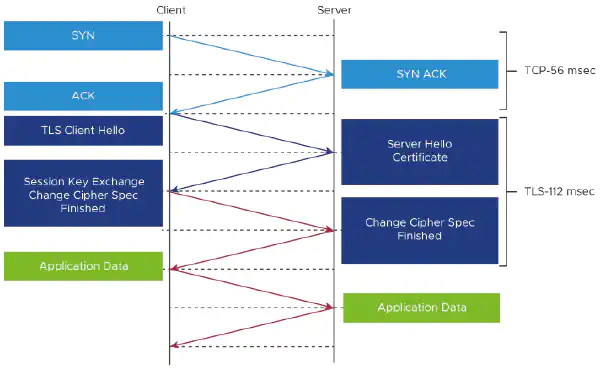 Client
Server
SYN
SYN ACK
TCP-56 msec
ACK
TLS Client Hello
Server Hello
Certificate
Session Key Exchange
Change Cipher Spec
Finished
TLS-112 msec
Change Cipher Spec
Finished
Application Data
Application Data